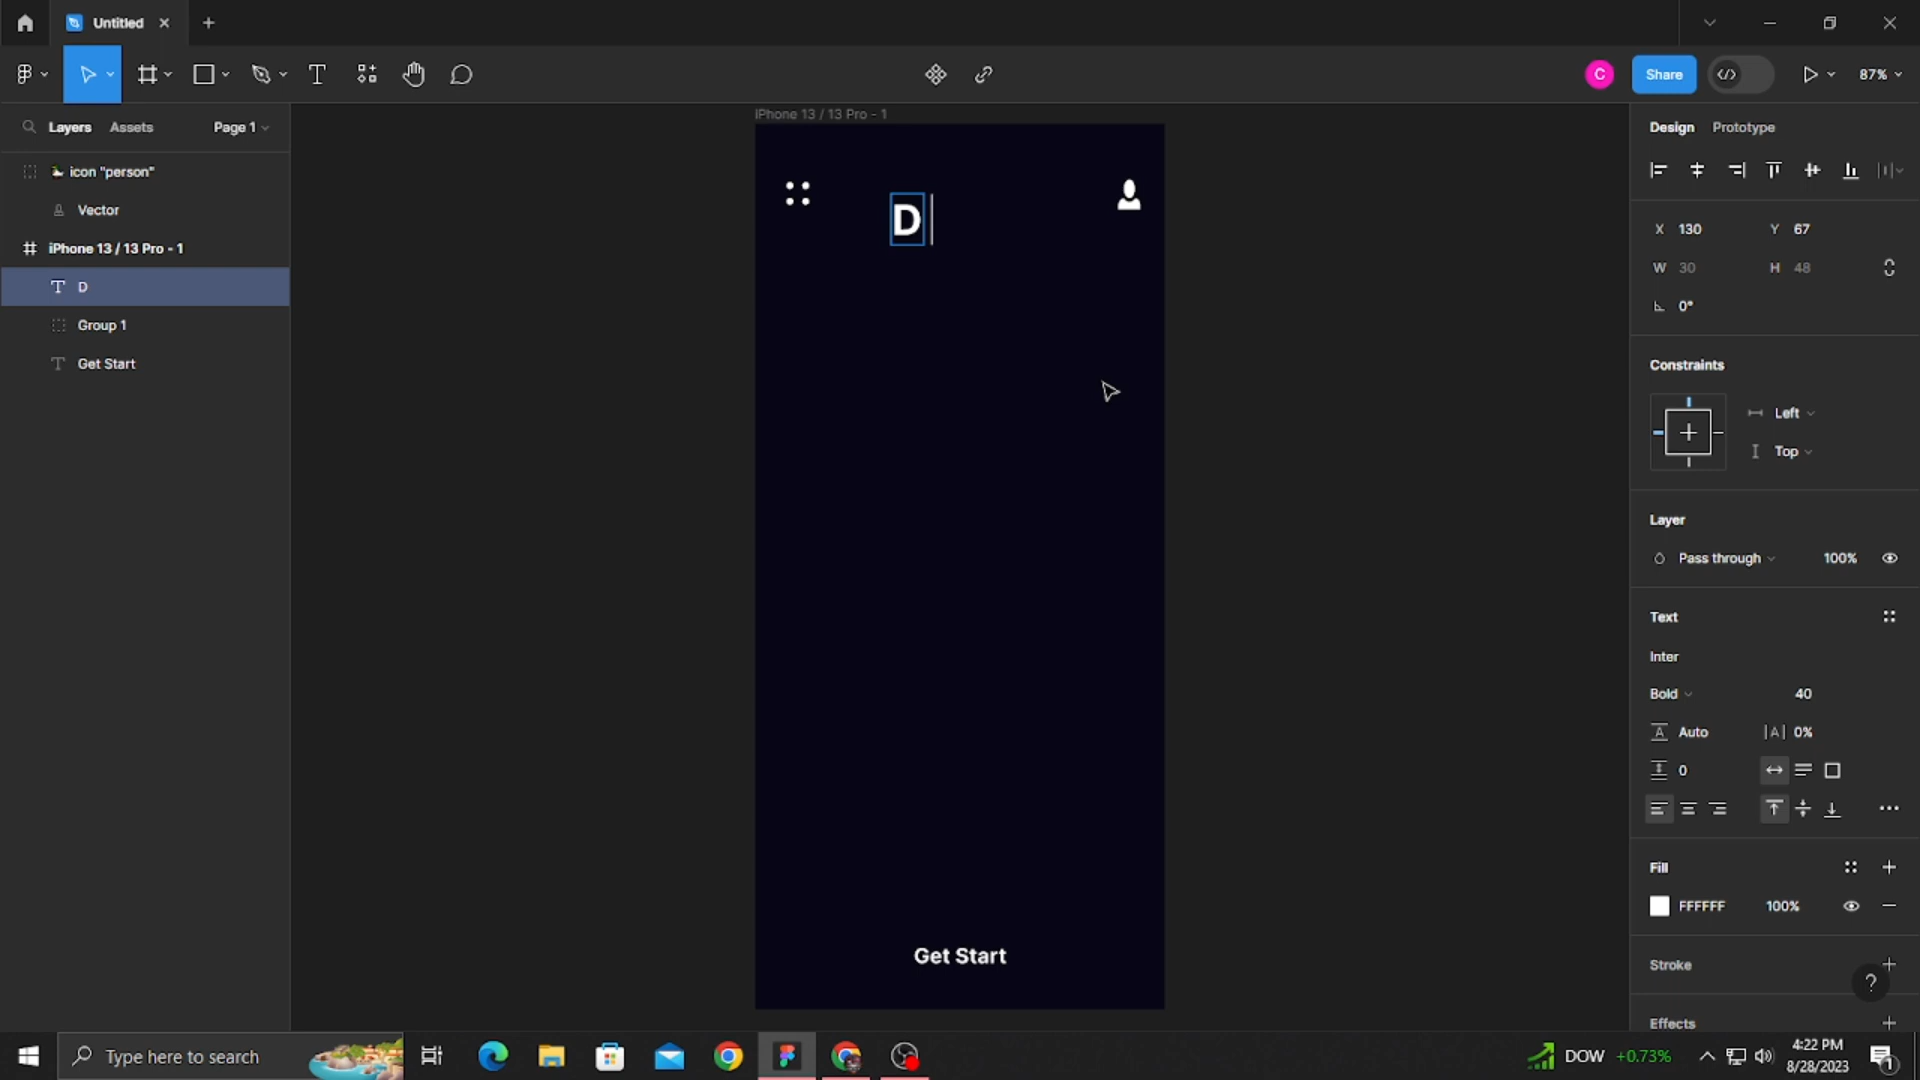 Untitled
Share
87%
Layers
Assets
Page 1
icon "person"
Vector
iPhone 13 / 13 Pro - 1
D
Group 1
Get Start
iPhone 13 / 13 Pro - 1
D
Get Start
C
Design
Prototype
X 130
Y 67
W 30
H 48
0°
Constraints
Left
Top
Layer
Pass through
100%
Text
Inter
Bold
40
A Auto
|A| 0%
0
Fill
FFFFFF
100%
Stroke
?
Effects
Type here to search
DOW +0.73%
4:22 PM
8/28/2023
1